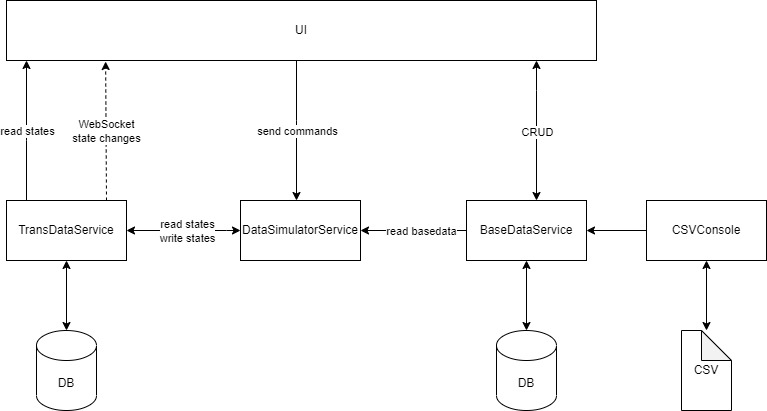 UI
read states
WebSocket
state changes
send commands
CRUD
TransDataService
read states
write states
DataSimulatorService
read basedata
BaseDataService
CSVConsole
DB
DB
CSV